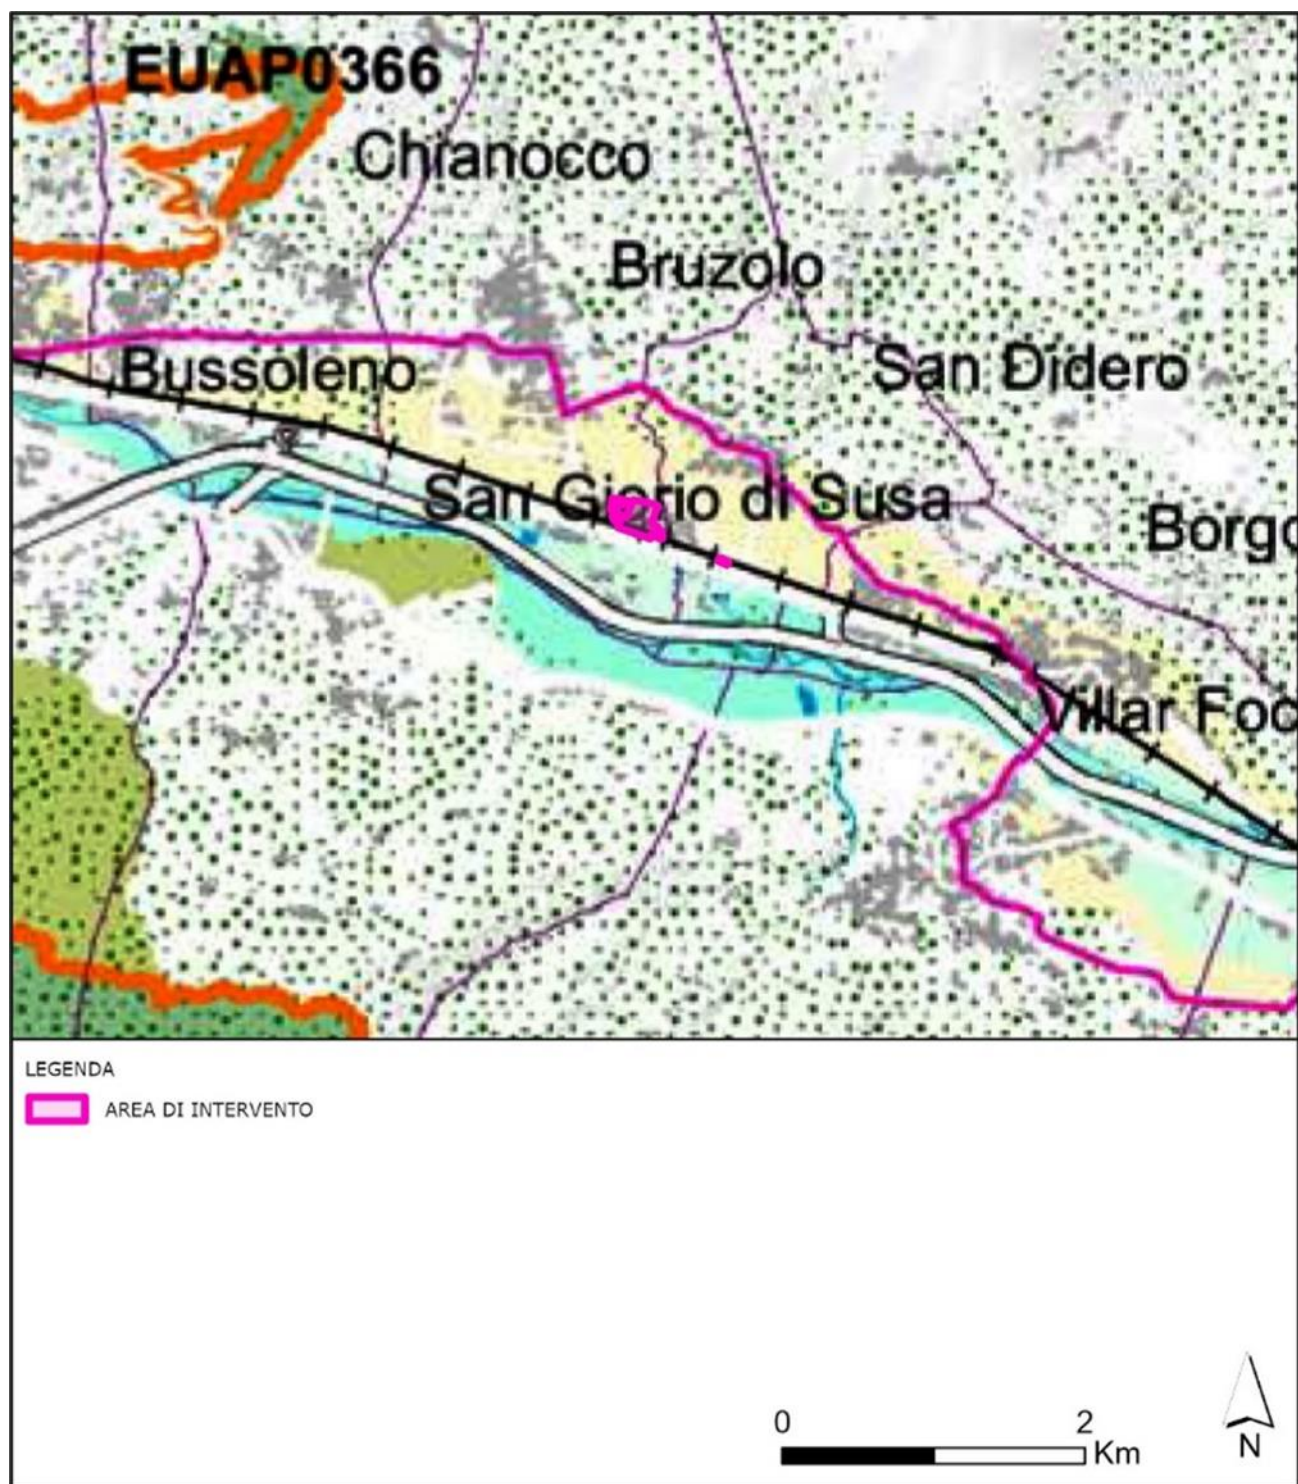 EUAP0366
Chianocco
Bruzolo
Bussoleno
San Didero
San Giorio di Susa
Borgo
Villar Foc
LEGENDA
AREA DI INTERVENTO
0 2
Km
N